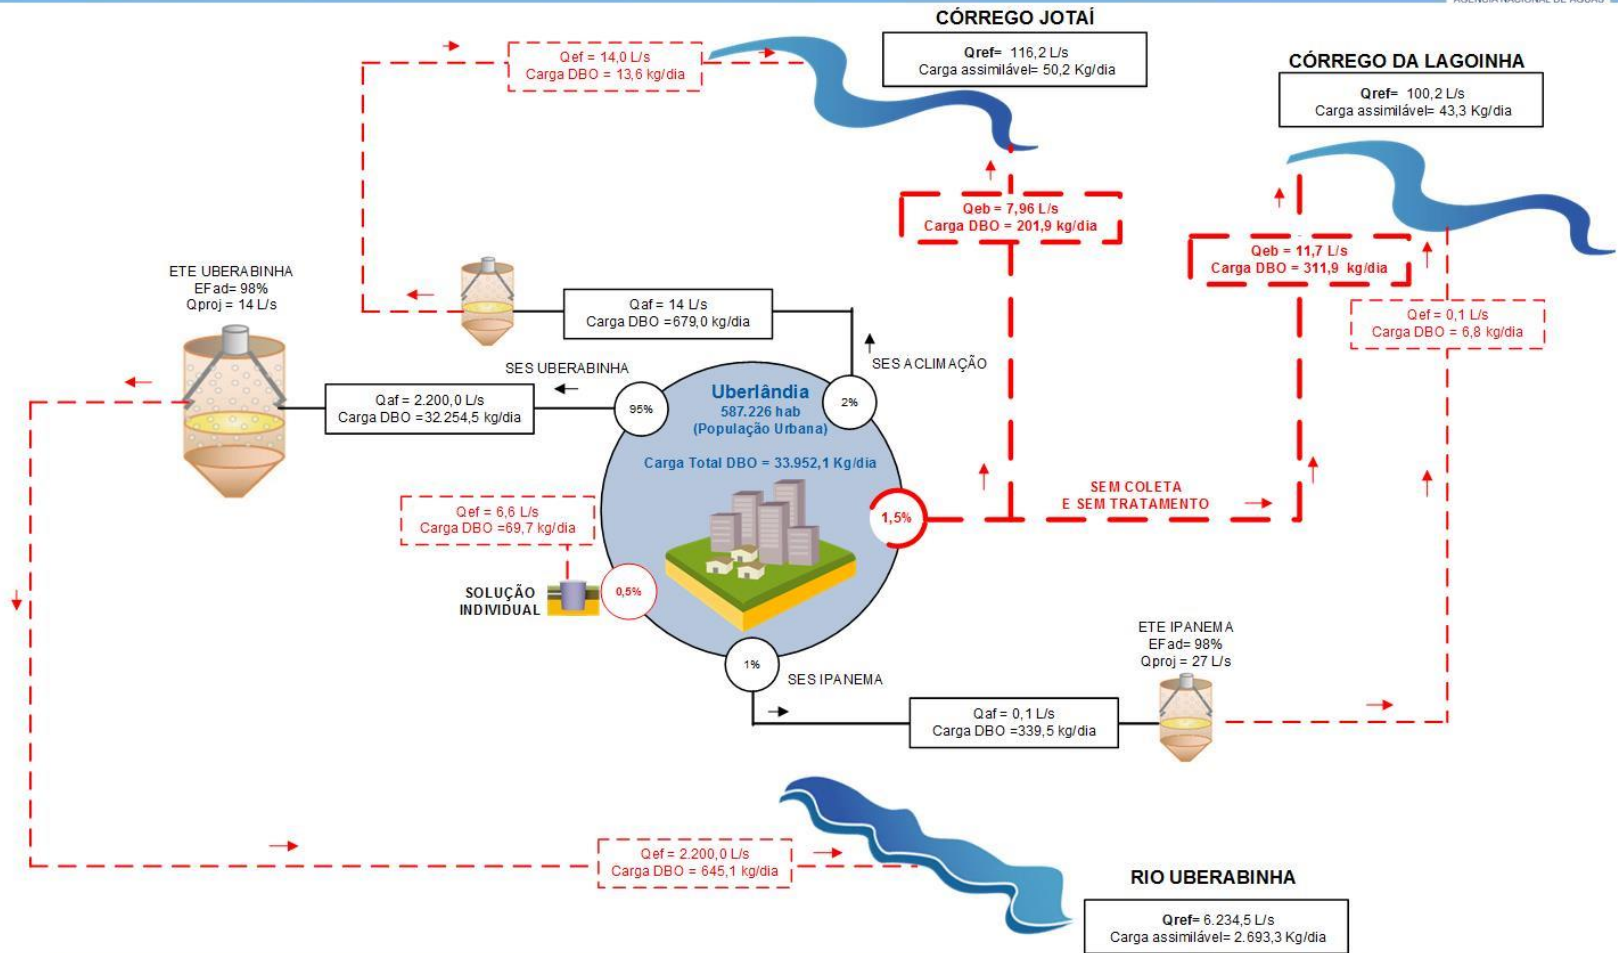 AGÊNCIA NACIONAL DE ÁGUAS
CÓRREGO JOTAÍ
Qref= 116,2 L/s
Carga assimilável= 50,2 Kg/dia
CÓRREGO DA LAGOINHA
Qref= 100,2 L/s
Carga assimilável= 43,3 Kg/dia
Qef = 14,0 L/s
Carga DBO = 13,6 kg/dia
Qeb = 7,96 L/s
Carga DBO = 201,9 kg/dia
Qeb = 11,7 L/s
Carga DBO = 311,9 kg/dia
Qef = 0,1 L/s
Carga DBO = 6,8 kg/dia
ETE UBERABINHA
EFad= 98%
Qproj = 14 L/s
Qaf = 14 L/s
Carga DBO =679,0 kg/dia
SES UBERABINHA
SES ACLIMAÇÃO
Qaf = 2.200,0 L/s
Carga DBO =32.254,5 kg/dia
95%
2%
Uberlândia
587.226 hab
(População Urbana)
Carga Total DBO = 33.952,1 Kg/dia
SEM COLETA
E SEM TRATAMENTO
1,5%
Qef = 6,6 L/s
Carga DBO =69,7 kg/dia
SOLUÇÃO
INDIVIDUAL
0,5%
1%
SES IPANEMA
ETE IPANEMA
EFad= 98%
Qproj = 27 L/s
Qaf = 0,1 L/s
Carga DBO =339,5 kg/dia
Qef = 2.200,0 L/s
Carga DBO = 645,1 kg/dia
RIO UBERABINHA
Qref= 6.234,5 L/s
Carga assimilável= 2.693,3 Kg/dia